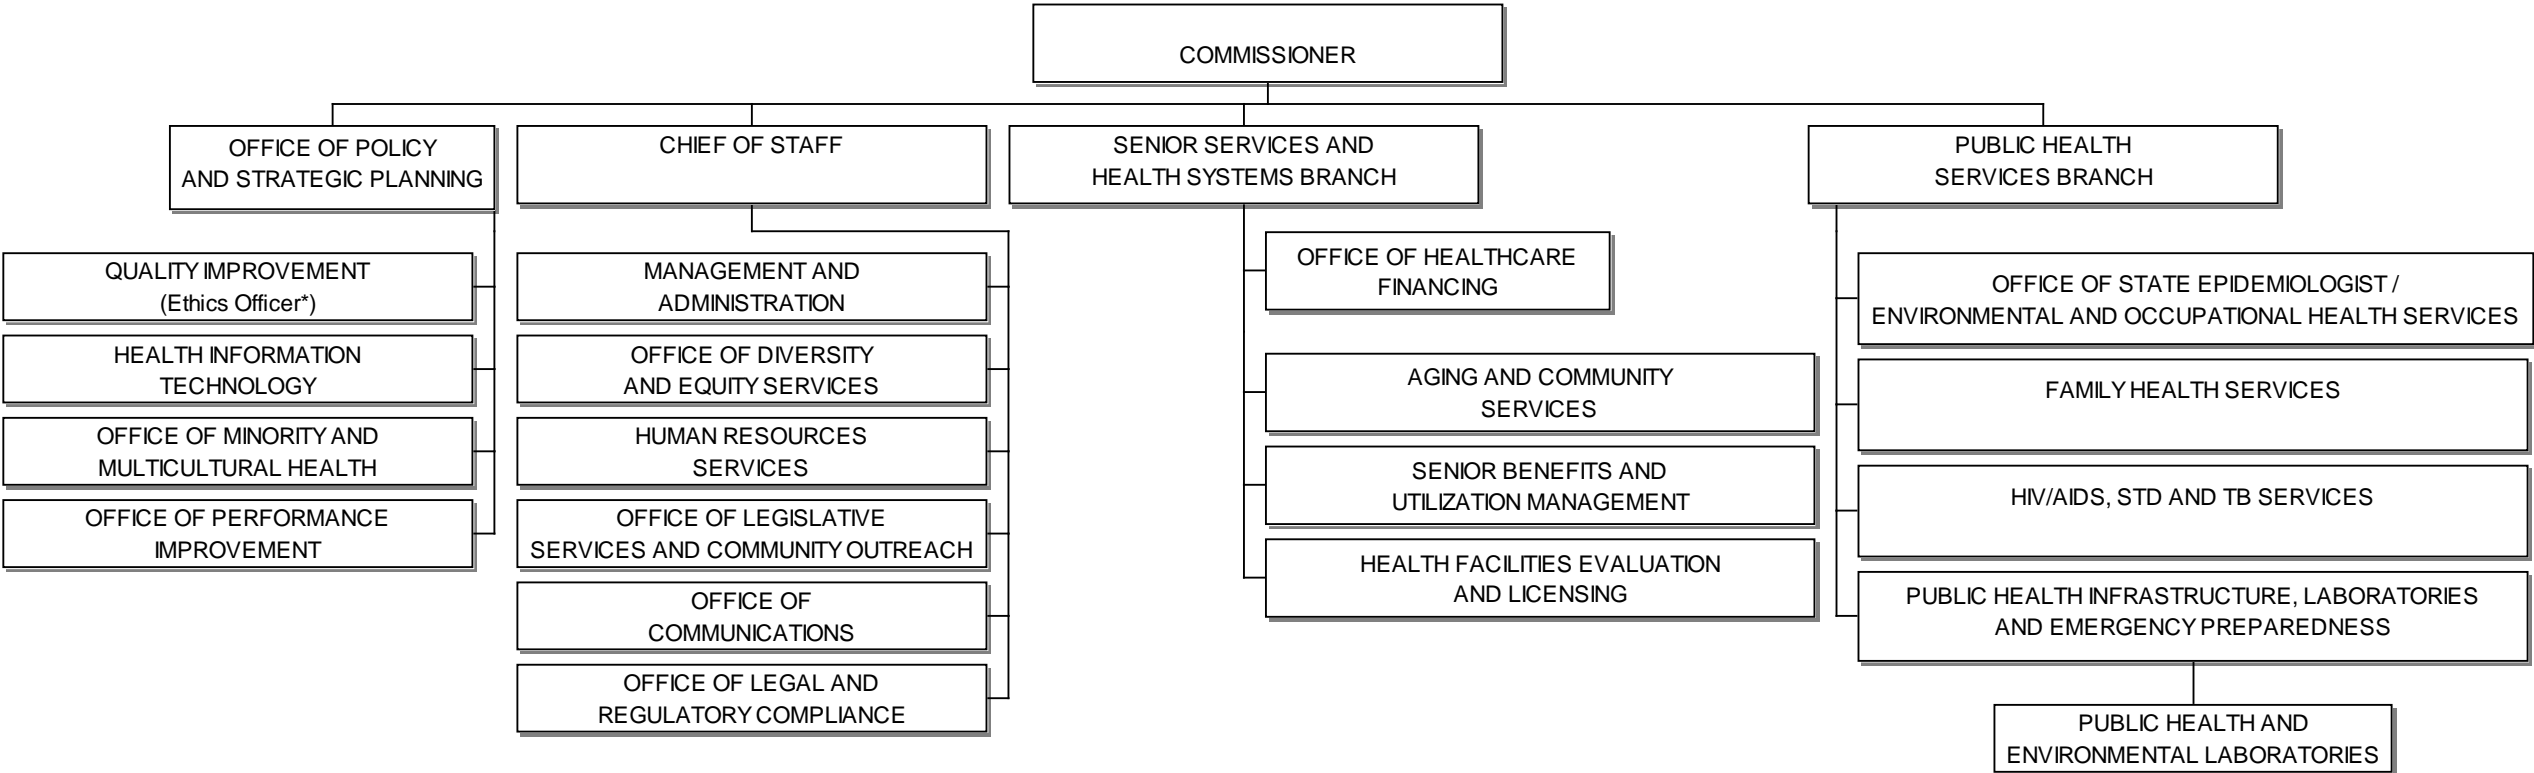 COMMISSIONER
OFFICE OF POLICY
AND STRATEGIC PLANNING
CHIEF OF STAFF
SENIOR SERVICES AND
HEALTH SYSTEMS BRANCH
PUBLIC HEALTH
SERVICES BRANCH
QUALITY IMPROVEMENT
(Ethics Officer*)
HEALTH INFORMATION
TECHNOLOGY
OFFICE OF MINORITY AND
MULTICULTURAL HEALTH
OFFICE OF PERFORMANCE
IMPROVEMENT
MANAGEMENT AND
ADMINISTRATION
OFFICE OF DIVERSITY
AND EQUITY SERVICES
HUMAN RESOURCES
SERVICES
OFFICE OF LEGISLATIVE
SERVICES AND COMMUNITY OUTREACH
OFFICE OF
COMMUNICATIONS
OFFICE OF LEGAL AND
REGULATORY COMPLIANCE
OFFICE OF HEALTHCARE
FINANCING
AGING AND COMMUNITY
SERVICES
SENIOR BENEFITS AND
UTILIZATION MANAGEMENT
HEALTH FACILITIES EVALUATION
AND LICENSING
OFFICE OF STATE EPIDEMIOLOGIST /
ENVIRONMENTAL AND OCCUPATIONAL HEALTH SERVICES
FAMILY HEALTH SERVICES
HIV/AIDS, STD AND TB SERVICES
PUBLIC HEALTH INFRASTRUCTURE, LABORATORIES
AND EMERGENCY PREPAREDNESS
PUBLIC HEALTH AND
ENVIRONMENTAL LABORATORIES